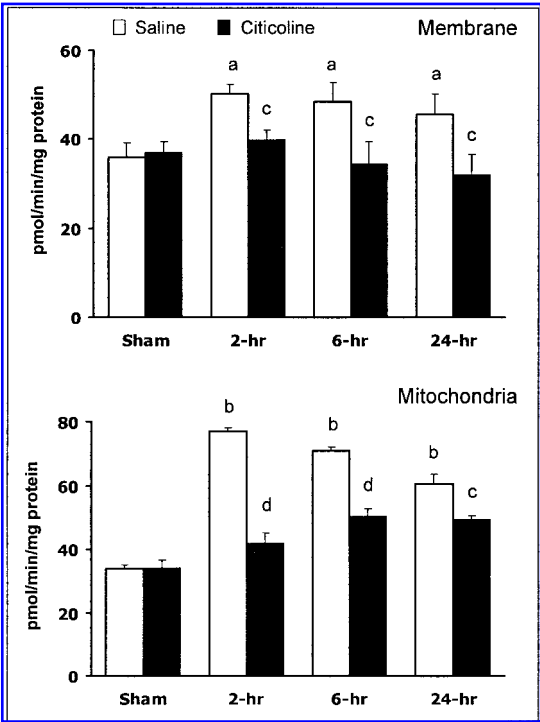 Saline Citicoline Membrane
pmol/min/mg protein
60
40
20
0
a
c
a
c
a
c
Sham 2-hr 6-hr 24-hr
Mitochondria
pmol/min/mg protein
80
60
40
20
0
b
d
b
d
b
c
Sham 2-hr 6-hr 24-hr